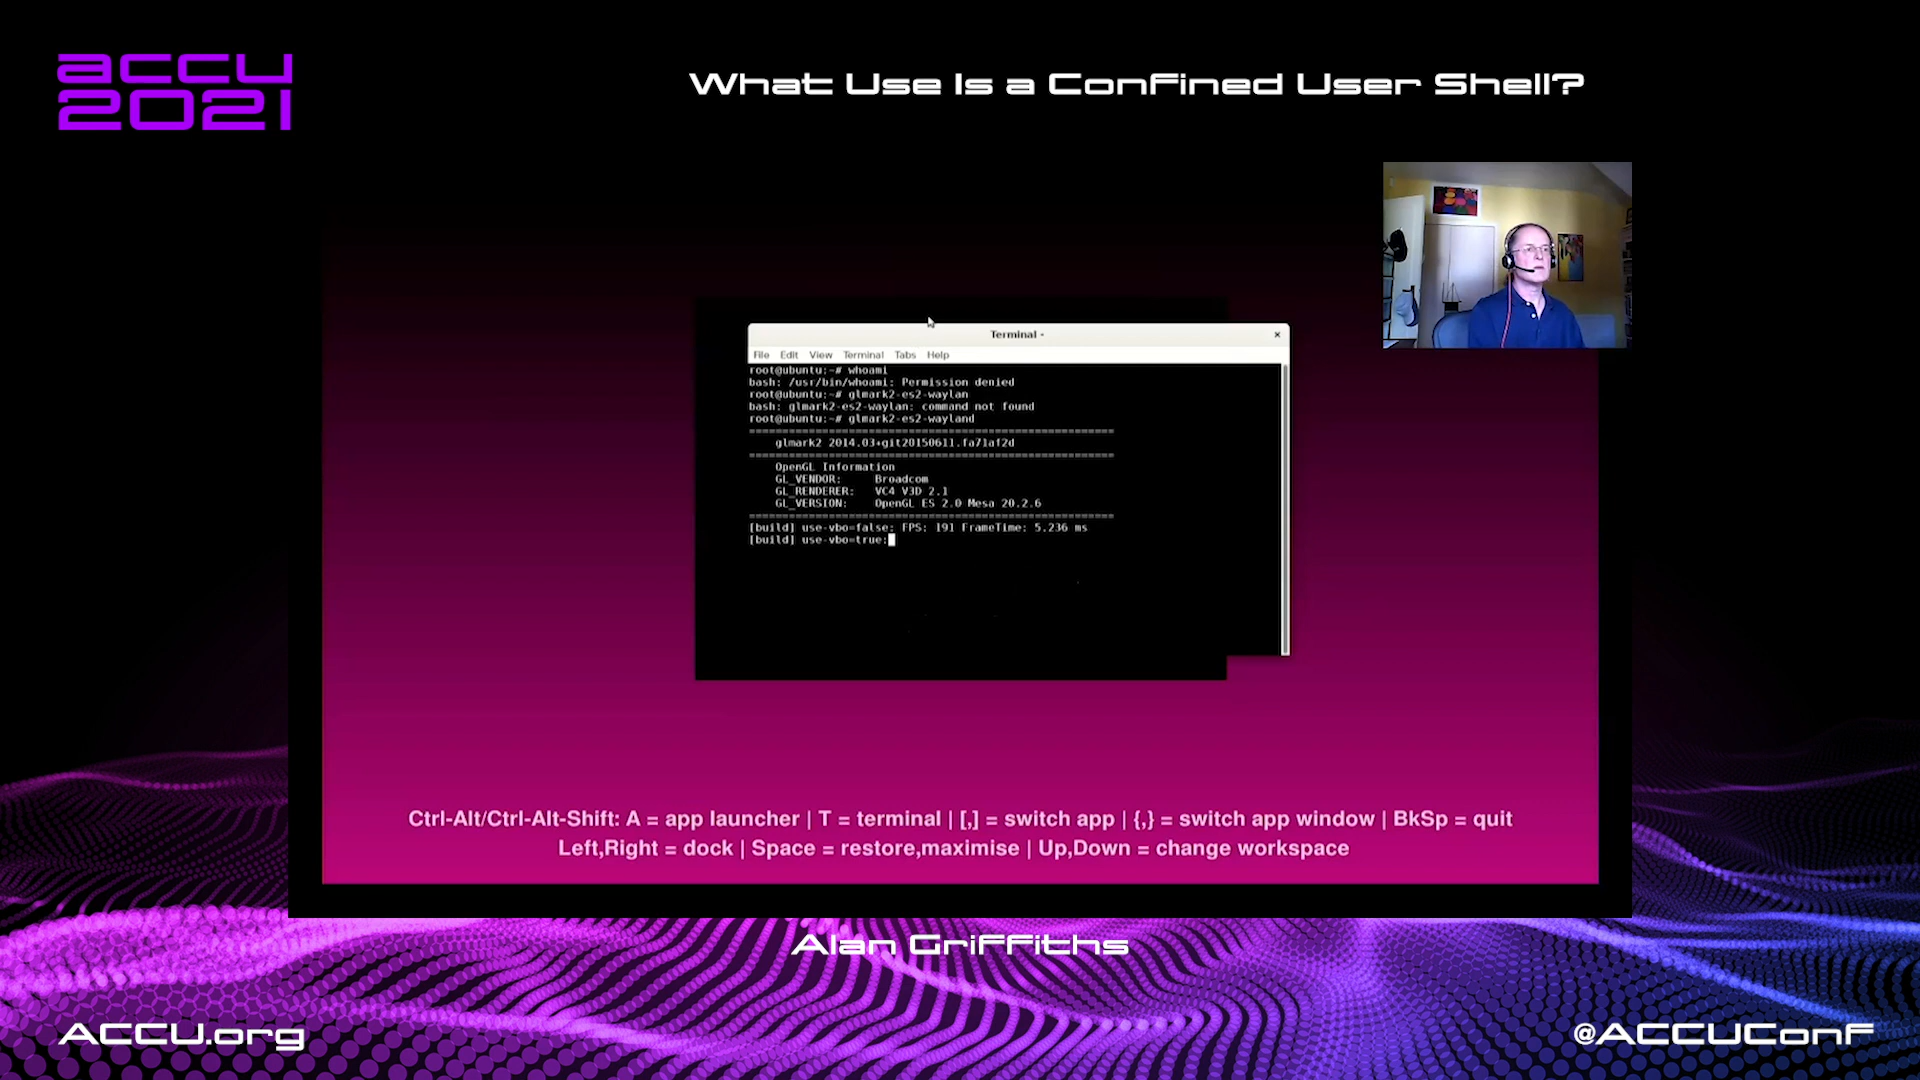 accu
2021
What Use Is a Confined User Shell?
Terminal -
File Edit View Terminal Tabs Help
root@ubuntu:~# whoami
bash: /usr/bin/whoami: Permission denied
root@ubuntu:~# glmark2-es2-waylan
bash: glmark2-es2-waylan: command not found
root@ubuntu:~# glmark2-es2-wayland
=======================================================
glmark2 2014.03+git20150611.fa71af2d
=======================================================
OpenGL Information
GL_VENDOR: Broadcom
GL_RENDERER: VC4 V3D 2.1
GL_VERSION: OpenGL ES 2.0 Mesa 20.2.6
=======================================================
[build] use-vbo=false: FPS: 191 FrameTime: 5.236 ms
[build] use-vbo=true:
Ctrl-Alt/Ctrl-Alt-Shift: A = app launcher | T = terminal | [,] = switch app | {,} = switch app window | BkSp = quit
Left,Right = dock | Space = restore,maximise | Up,Down = change workspace
Alan Griffiths
ACCU.org
@ACCUConf